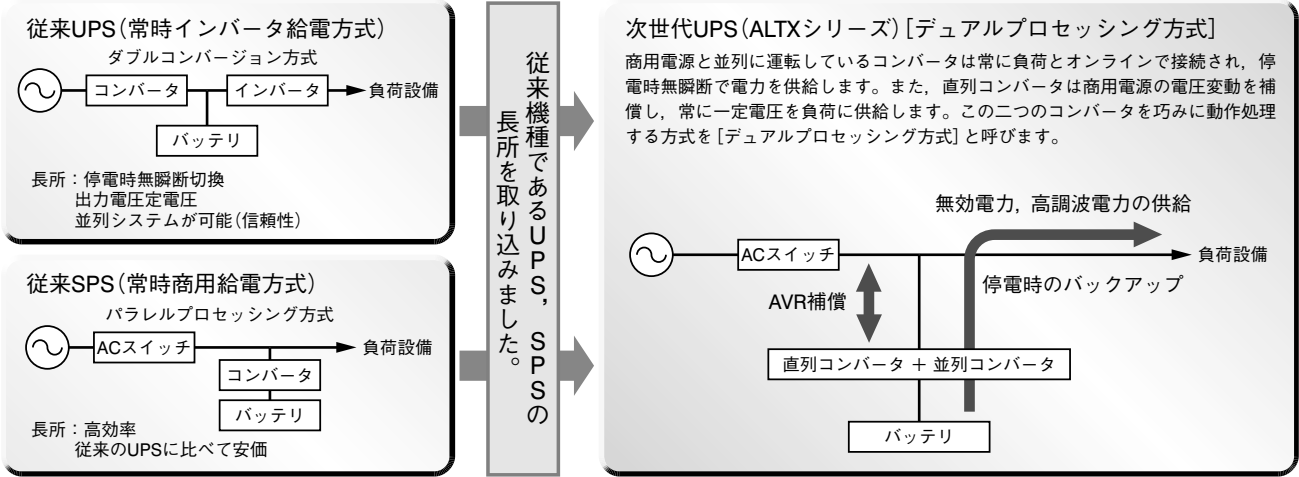 従来UPS(常時インバータ給電方式)
ダブルコンバージョン方式
コンバータ
インバータ
負荷設備
バッテリ
長所：停電時無瞬断切換
出力電圧定電圧
並列システムが可能(信頼性)
従来SPS(常時商用給電方式)
パラレルプロセッシング方式
ACスイッチ
負荷設備
コンバータ
バッテリ
長所：高効率
従来のUPSに比べて安価
従来機種であるUPS，SPSの
長所を取り込みました。
次世代UPS(ALTXシリーズ)[デュアルプロセッシング方式]
商用電源と並列に運転しているコンバータは常に負荷とオンラインで接続され，停
電時無瞬断で電力を供給します。また，直列コンバータは商用電源の電圧変動を補
償し，常に一定電圧を負荷に供給します。この二つのコンバータを巧みに動作処理
する方式を[デュアルプロセッシング方式]と呼びます。
無効電力，高調波電力の供給
ACスイッチ
負荷設備
停電時のバックアップ
AVR補償
直列コンバータ ＋ 並列コンバータ
バッテリ